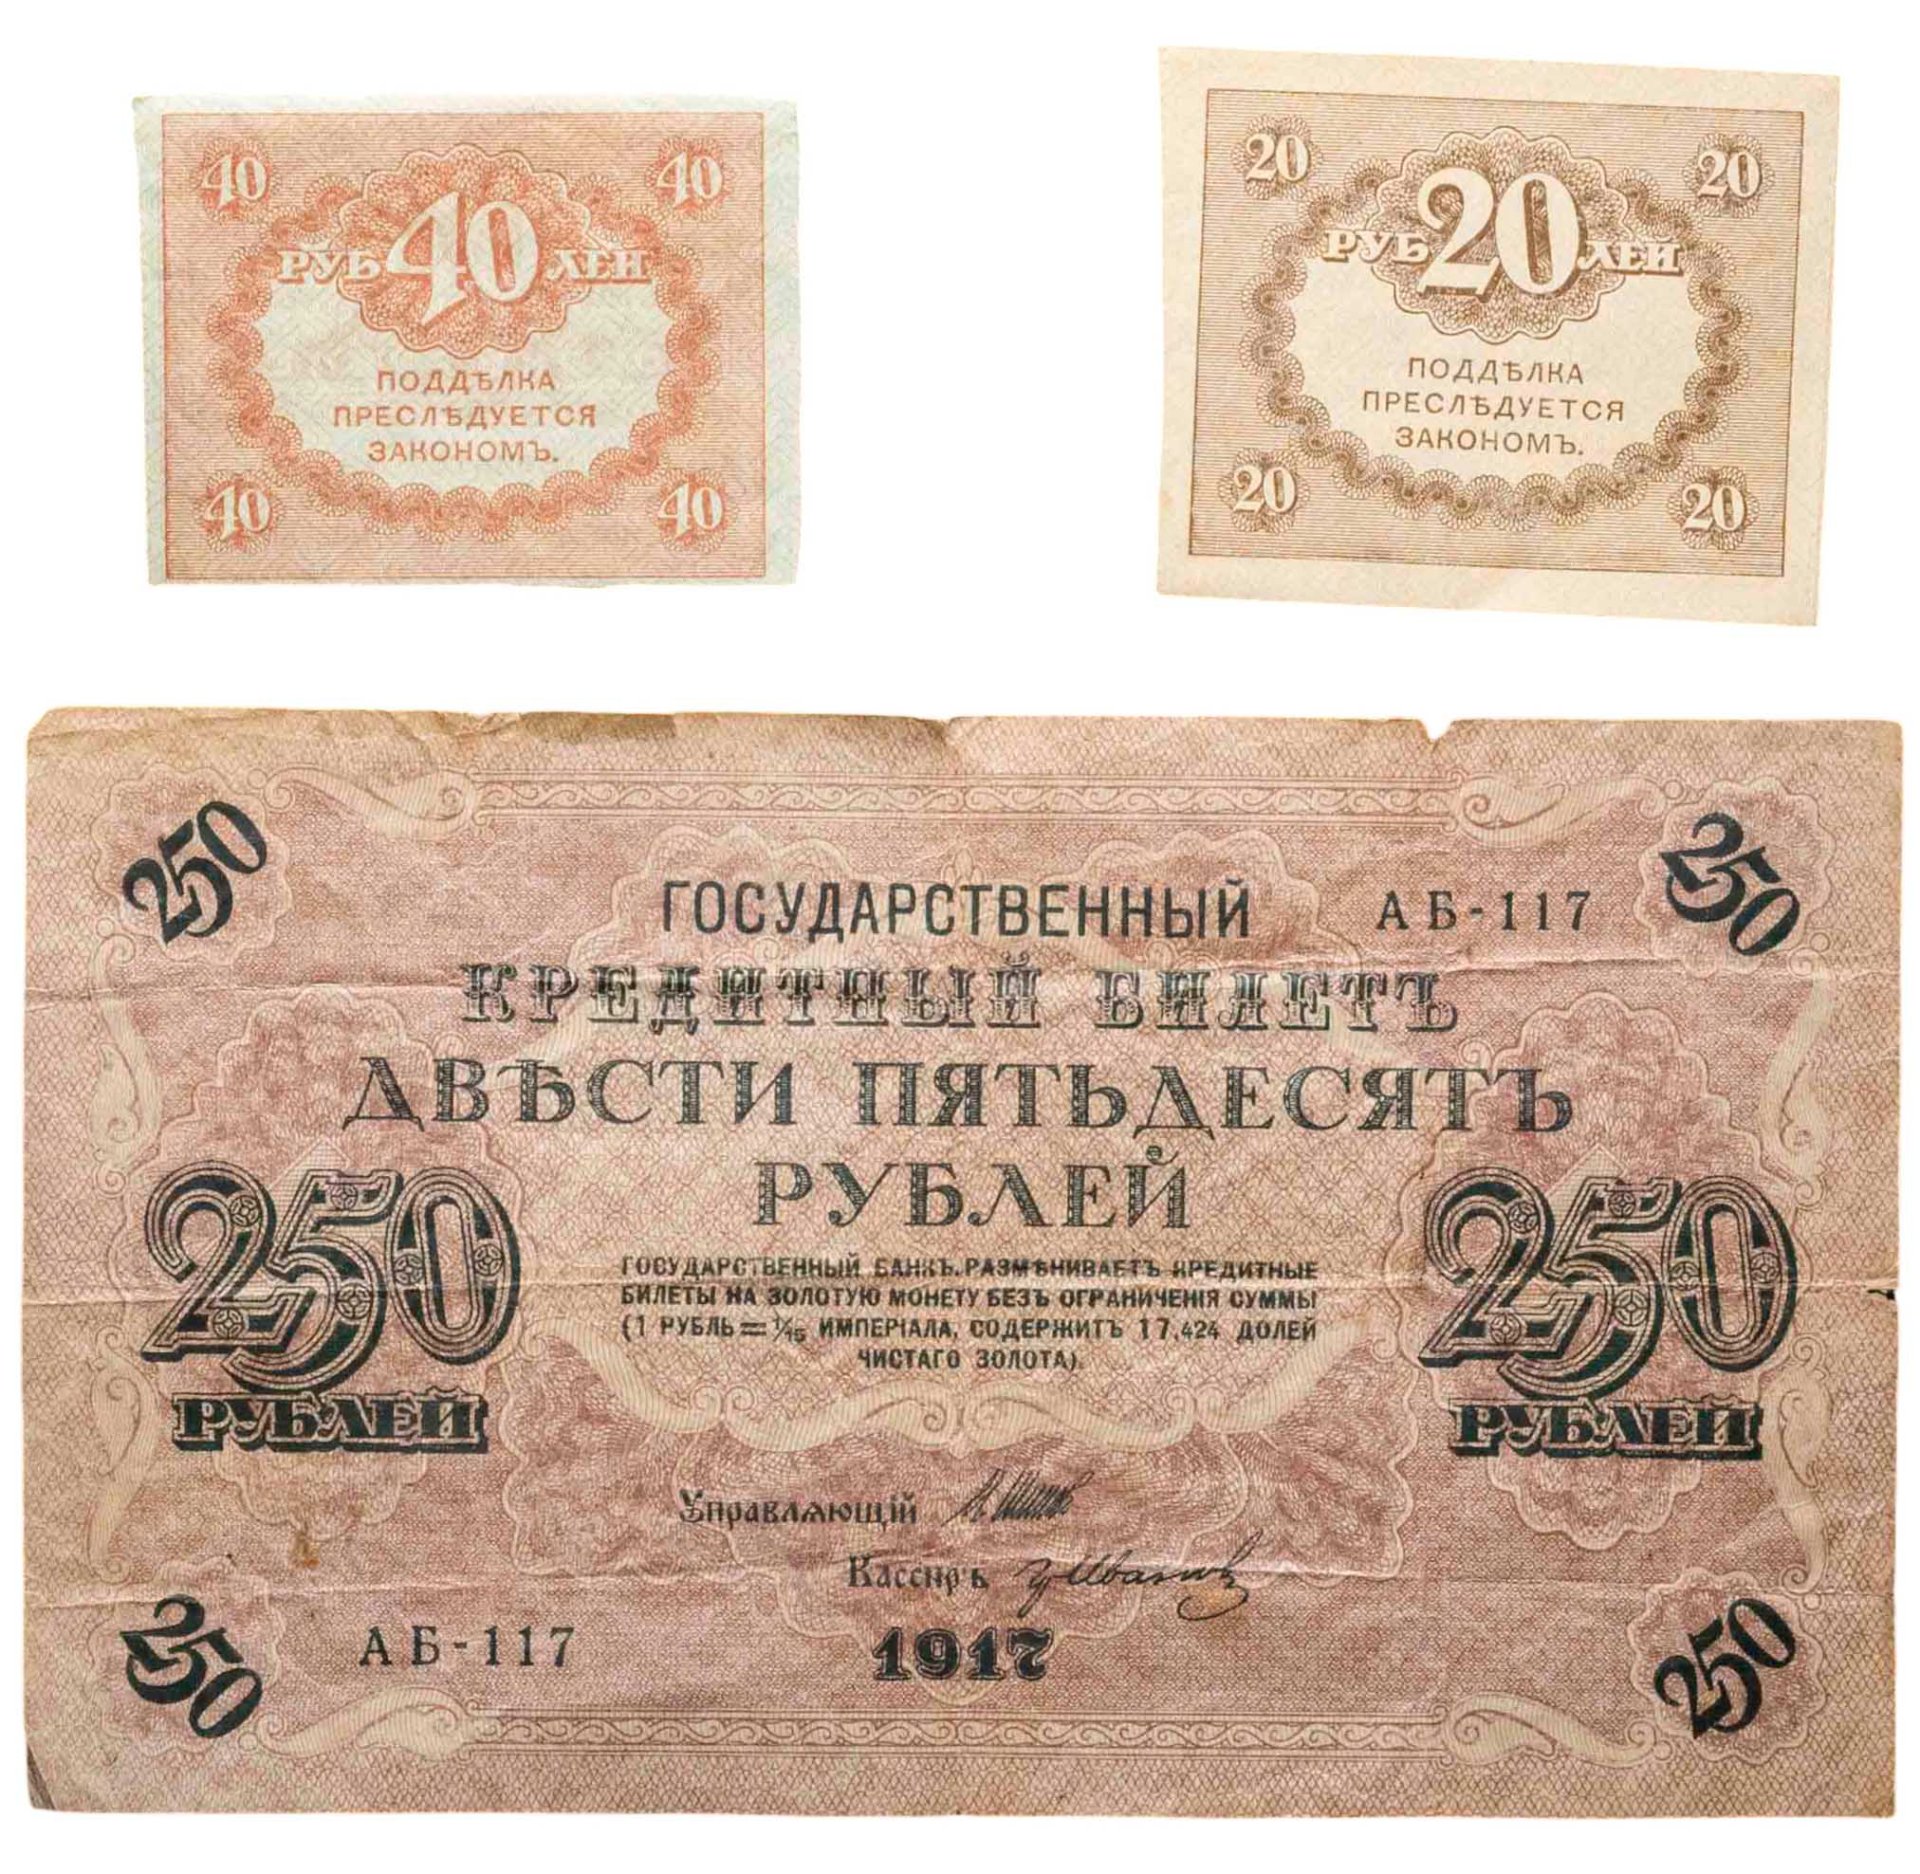 40 40
РУБ 40 ЛЕЙ
ПОДДѢЛКА
ПРЕСЛѢДУЕТСЯ
ЗАКОНОМЪ.
40 40
20 20
РУБ 20 ЛЕЙ
ПОДДѢЛКА
ПРЕСЛѢДУЕТСЯ
ЗАКОНОМЪ.
20 20
250 250
ГОСУДАРСТВЕННЫЙ АБ-117
КРЕДИТНЫЙ БИЛЕТЪ
ДВѢСТИ ПЯТЬДЕСЯТЪ
РУБЛЕЙ
250 250
РУБЛЕЙ РУБЛЕЙ
ГОСУДАРСТВЕННЫЙ БАНКЪ РАЗМѢНИВАЕТЪ КРЕДИТНЫЕ
БИЛЕТЫ НА ЗОЛОТУЮ МОНЕТУ БЕЗЪ ОГРАНИЧЕНІЯ СУММЫ
(1 РУБЛЬ = 1/15 ИМПЕРІАЛА, СОДЕРЖИТЪ 17,424 ДОЛЕЙ
ЧИСТАГО ЗОЛОТА).
Управляющій
Кассиръ
АБ-117 1917
250 250